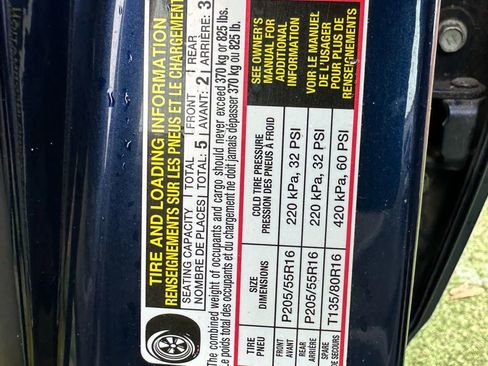 TIRE AND LOADING INFORMATION
RENSEIGNEMENTS SUR LES PNEUS ET LE CHARGEMENT
SEATING CAPACITY | TOTAL | FRONT | REAR
NOMBRE DE PLACES | TOTAL: 5 | AVANT: 2 | ARRIÈRE: 3
The combined weight of occupants and cargo should never exceed 370 kg or 825 lbs.
Le poids total des occupants et du chargement ne doit jamais dépasser 370 kg ou 825 lb.
TIRE PNEU
SIZE DIMENSIONS
COLD TIRE PRESSURE PRESSION DES PNEUS À FROID
FRONT AVANT P205/55R16 220 kPa, 32 PSI
REAR ARRIÈRE P205/55R16 220 kPa, 32 PSI
SPARE DE SECOURS T135/80R16 420 kPa, 60 PSI
SEE OWNER'S
MANUAL FOR
ADDITIONAL
INFORMATION
VOIR LE MANUEL
DE L'USAGER
POUR PLUS DE
RENSEIGNEMENTS